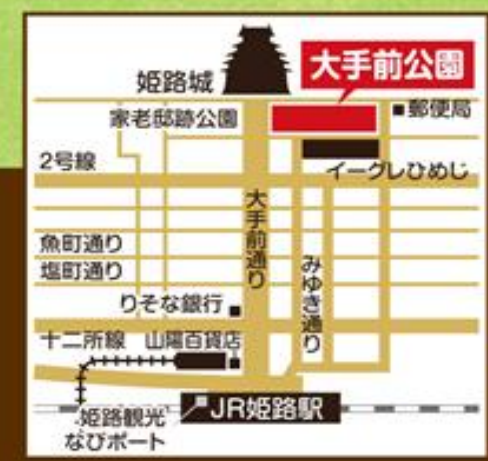 姫路城
大手前公園
家老邸跡公園
■郵便局
2号線
イーグレひめじ
大手前通り
みゆき通り
魚町通り
塩町通り
りそな銀行
十二所線
山陽百貨店
JR姫路駅
姫路観光
なびポート